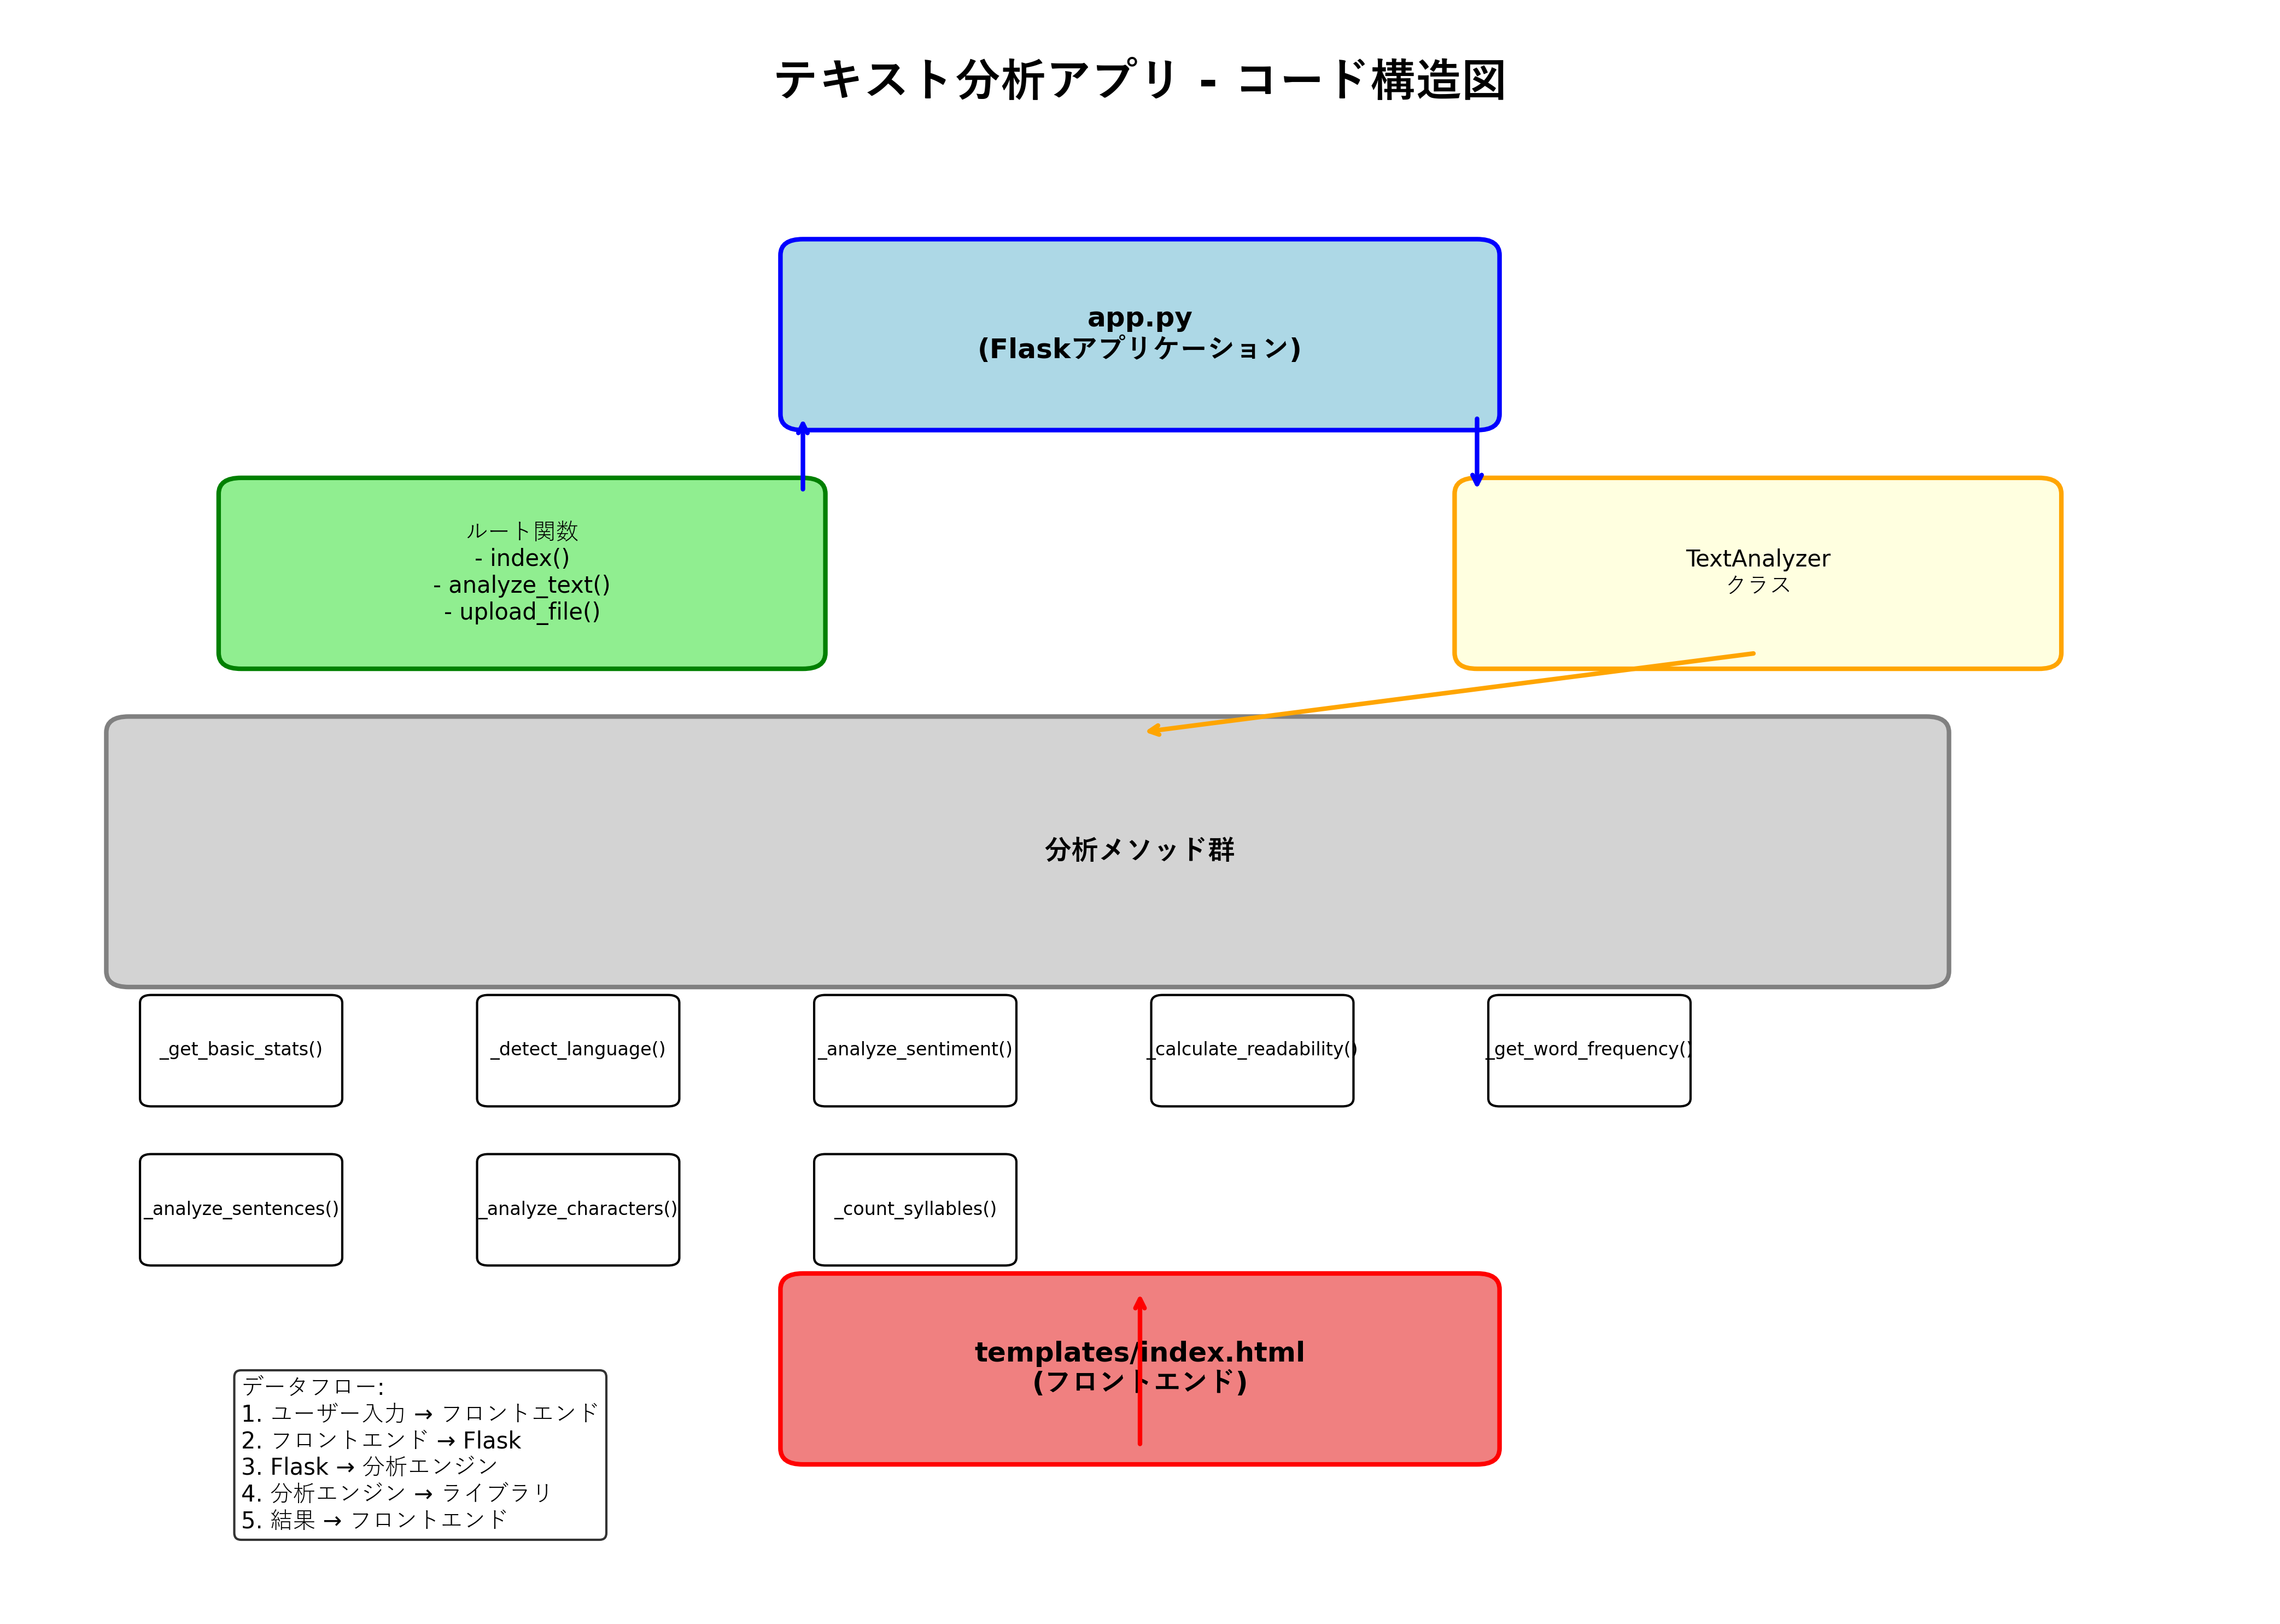 テキスト分析アプリ - コード構造図
app.py
(Flaskアプリケーション)
ルート関数
- index()
- analyze_text()
- upload_file()
TextAnalyzer
クラス
分析メソッド群
_get_basic_stats()
_detect_language()
_analyze_sentiment()
_calculate_readability()
_get_word_frequency()
_analyze_sentences()
_analyze_characters()
_count_syllables()
templates/index.html
(フロントエンド)
データフロー:
1. ユーザー入力 → フロントエンド
2. フロントエンド → Flask
3. Flask → 分析エンジン
4. 分析エンジン → ライブラリ
5. 結果 → フロントエンド